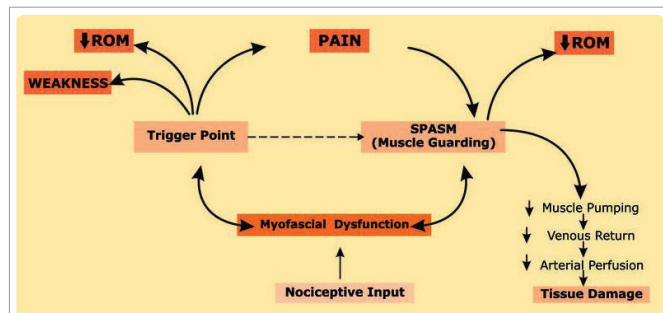 ⬇ROM
PAIN
⬇ROM
WEAKNESS
Trigger Point
SPASM
(Muscle Guarding)
Myofascial Dysfunction
Nociceptive Input
↓ Muscle Pumping
↓ Venous Return
↓ Arterial Perfusion
Tissue Damage